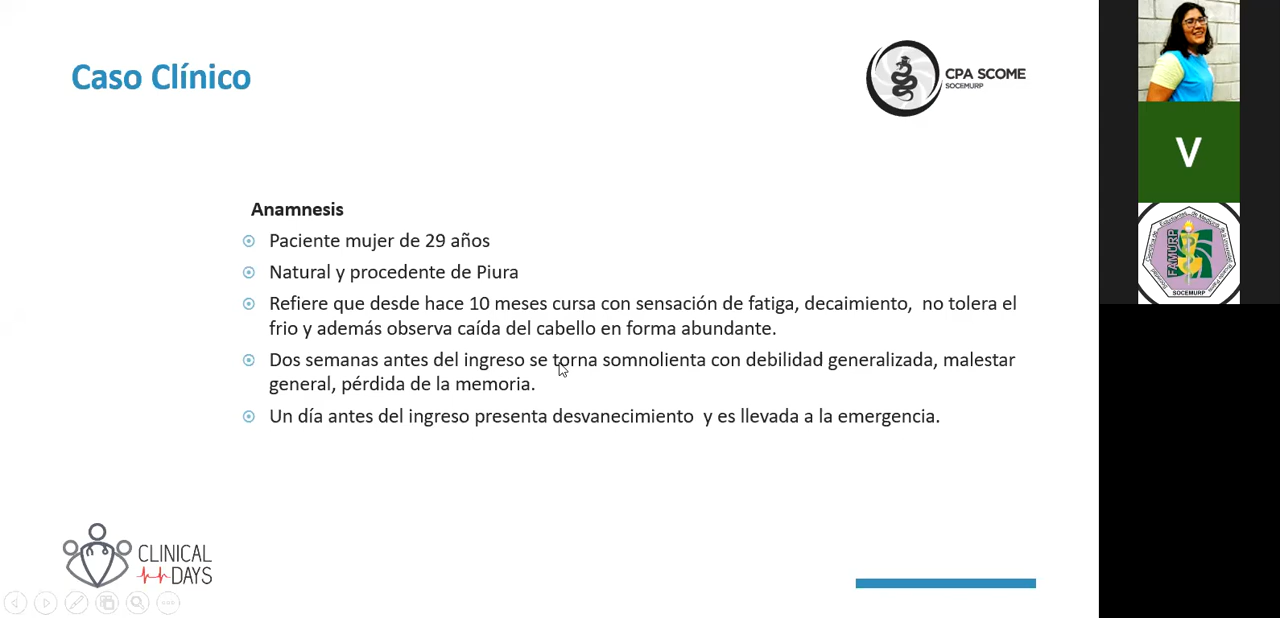 Caso Clínico
CPA SCOME
SOCEMURP
Anamnesis
Paciente mujer de 29 años
Natural y procedente de Piura
Refiere que desde hace 10 meses cursa con sensación de fatiga, decaimiento, no tolera el
frio y además observa caída del cabello en forma abundante.
Dos semanas antes del ingreso se torna somnolienta con debilidad generalizada, malestar
general, pérdida de la memoria.
Un día antes del ingreso presenta desvanecimiento y es llevada a la emergencia.
CLINICAL
DAYS
V
FAMURP
SOCEMURP